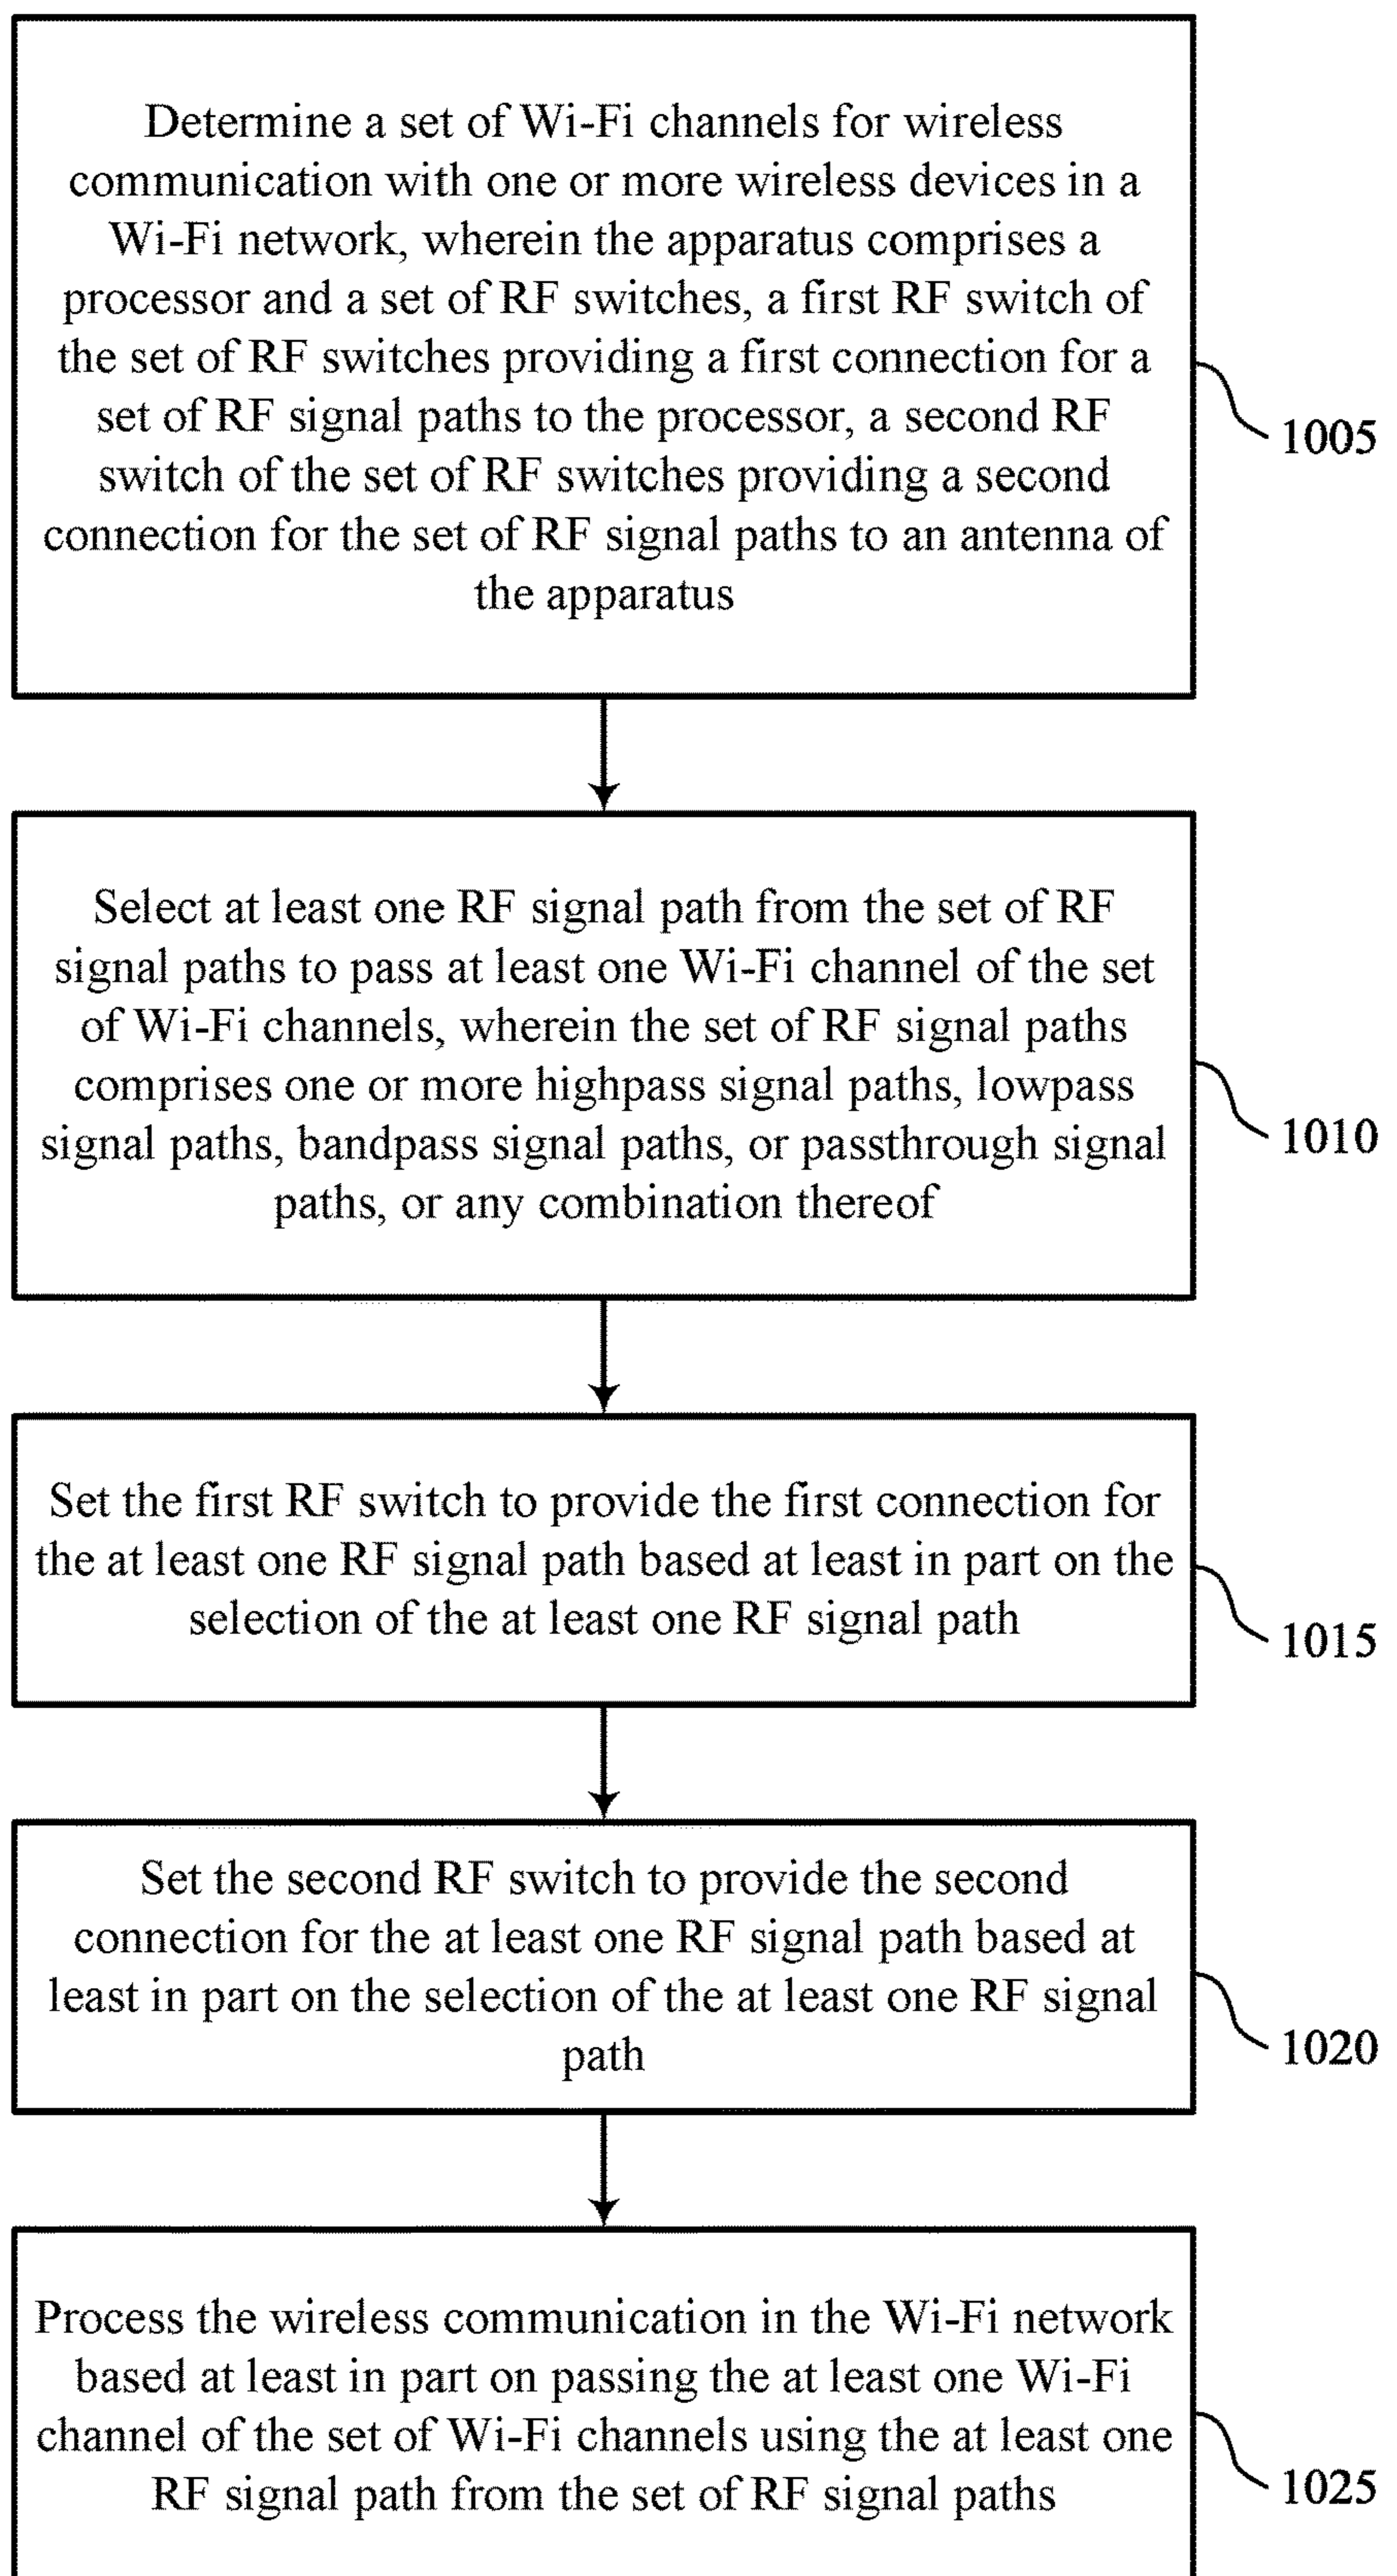 Determine a set of Wi-Fi channels for wireless
communication with one or more wireless devices in a
Wi-Fi network, wherein the apparatus comprises a
processor and a set of RF switches, a first RF switch of
the set of RF switches providing a first connection for a
set of RF signal paths to the processor, a second RF
switch of the set of RF switches providing a second
connection for the set of RF signal paths to an antenna of
the apparatus
1005
Select at least one RF signal path from the set of RF
signal paths to pass at least one Wi-Fi channel of the set
of Wi-Fi channels, wherein the set of RF signal paths
comprises one or more highpass signal paths, lowpass
signal paths, bandpass signal paths, or passthrough signal
paths, or any combination thereof
1010
Set the first RF switch to provide the first connection for
the at least one RF signal path based at least in part on the
selection of the at least one RF signal path
1015
Set the second RF switch to provide the second
connection for the at least one RF signal path based at
least in part on the selection of the at least one RF signal
path
1020
Process the wireless communication in the Wi-Fi network
based at least in part on passing the at least one Wi-Fi
channel of the set of Wi-Fi channels using the at least one
RF signal path from the set of RF signal paths
1025